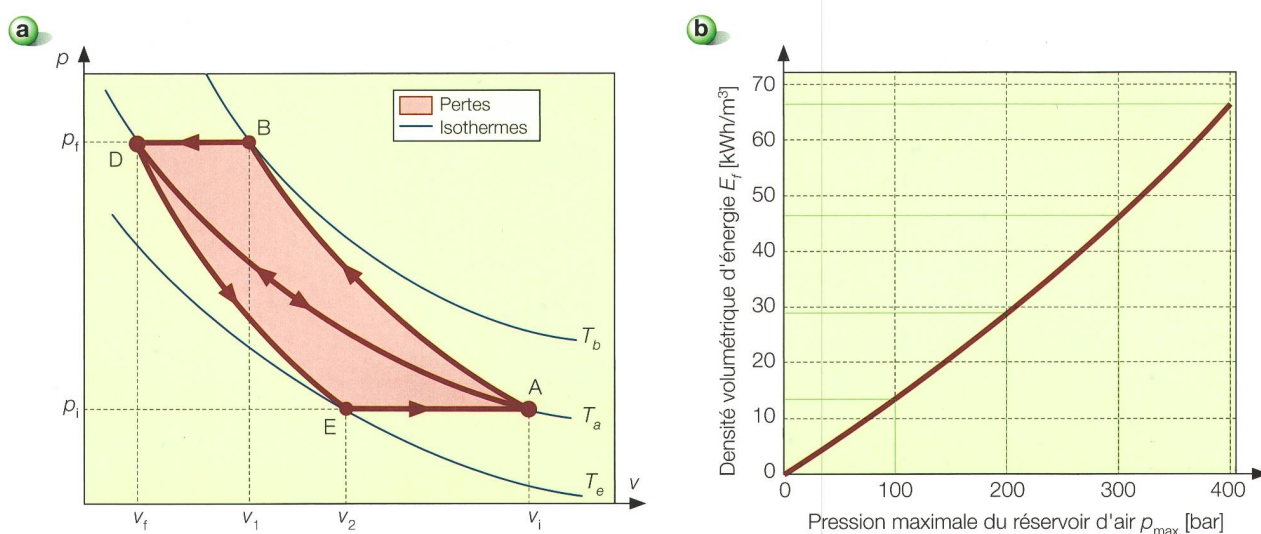 a
p
Pertes
Isothermes
B
p_f
D
T_b
A
p_i
E
T_a
T_e
v
v_f
v_1
v_2
v_i
b
Densité volumétrique d'énergie E_f [kWh/m³]
70
60
50
40
30
20
10
0
0
100
200
300
400
Pression maximale du réservoir d'air p_max [bar]